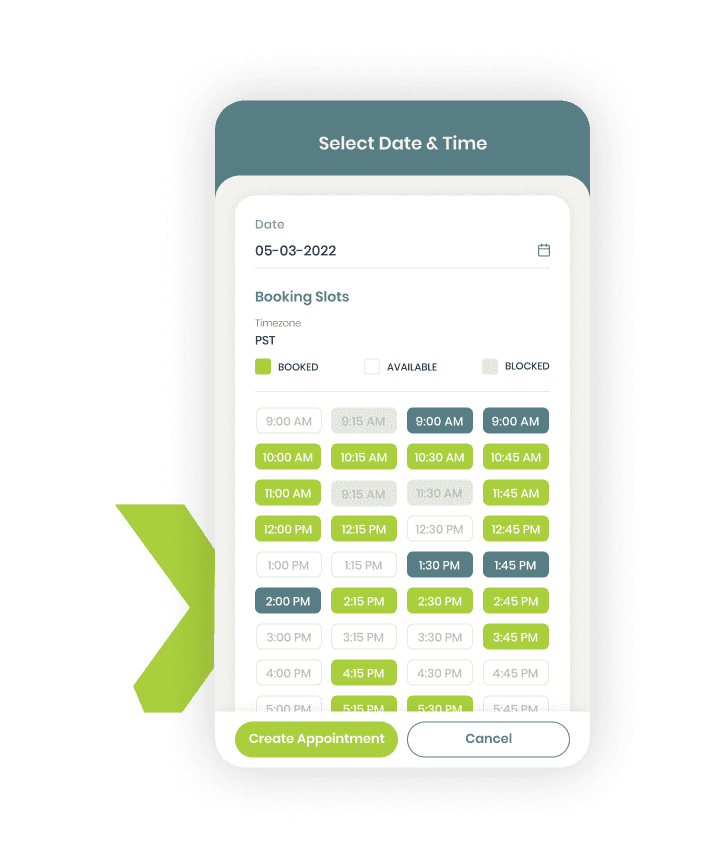 Select Date & Time
Date
05-03-2022
Booking Slots
Timezone
PST
BOOKED AVAILABLE BLOCKED
9:00 AM 9:15 AM 9:00 AM 9:00 AM
10:00 AM 10:15 AM 10:30 AM 10:45 AM
11:00 AM 9:15 AM 11:30 AM 11:45 AM
12:00 PM 12:15 PM 12:30 PM 12:45 PM
1:00 PM 1:15 PM 1:30 PM 1:45 PM
2:00 PM 2:15 PM 2:30 PM 2:45 PM
3:00 PM 3:15 PM 3:30 PM 3:45 PM
4:00 PM 4:15 PM 4:30 PM 4:45 PM
5:00 PM 5:15 PM 5:30 PM 5:45 PM
Create Appointment Cancel